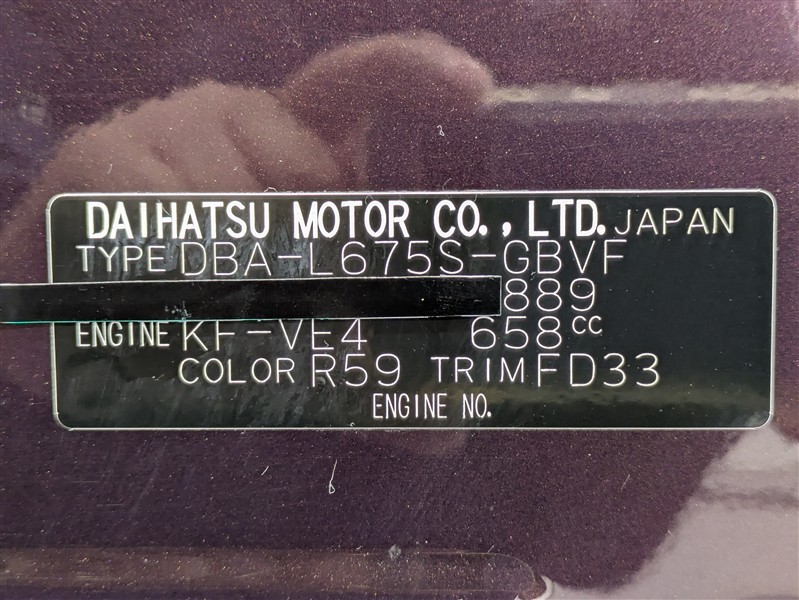 DAIHATSU MOTOR CO., LTD. JAPAN
TYPE DBA-L675S-GBVF
889
ENGINE KF-VE4 658CC
COLOR R59 TRIM FD33
ENGINE NO.